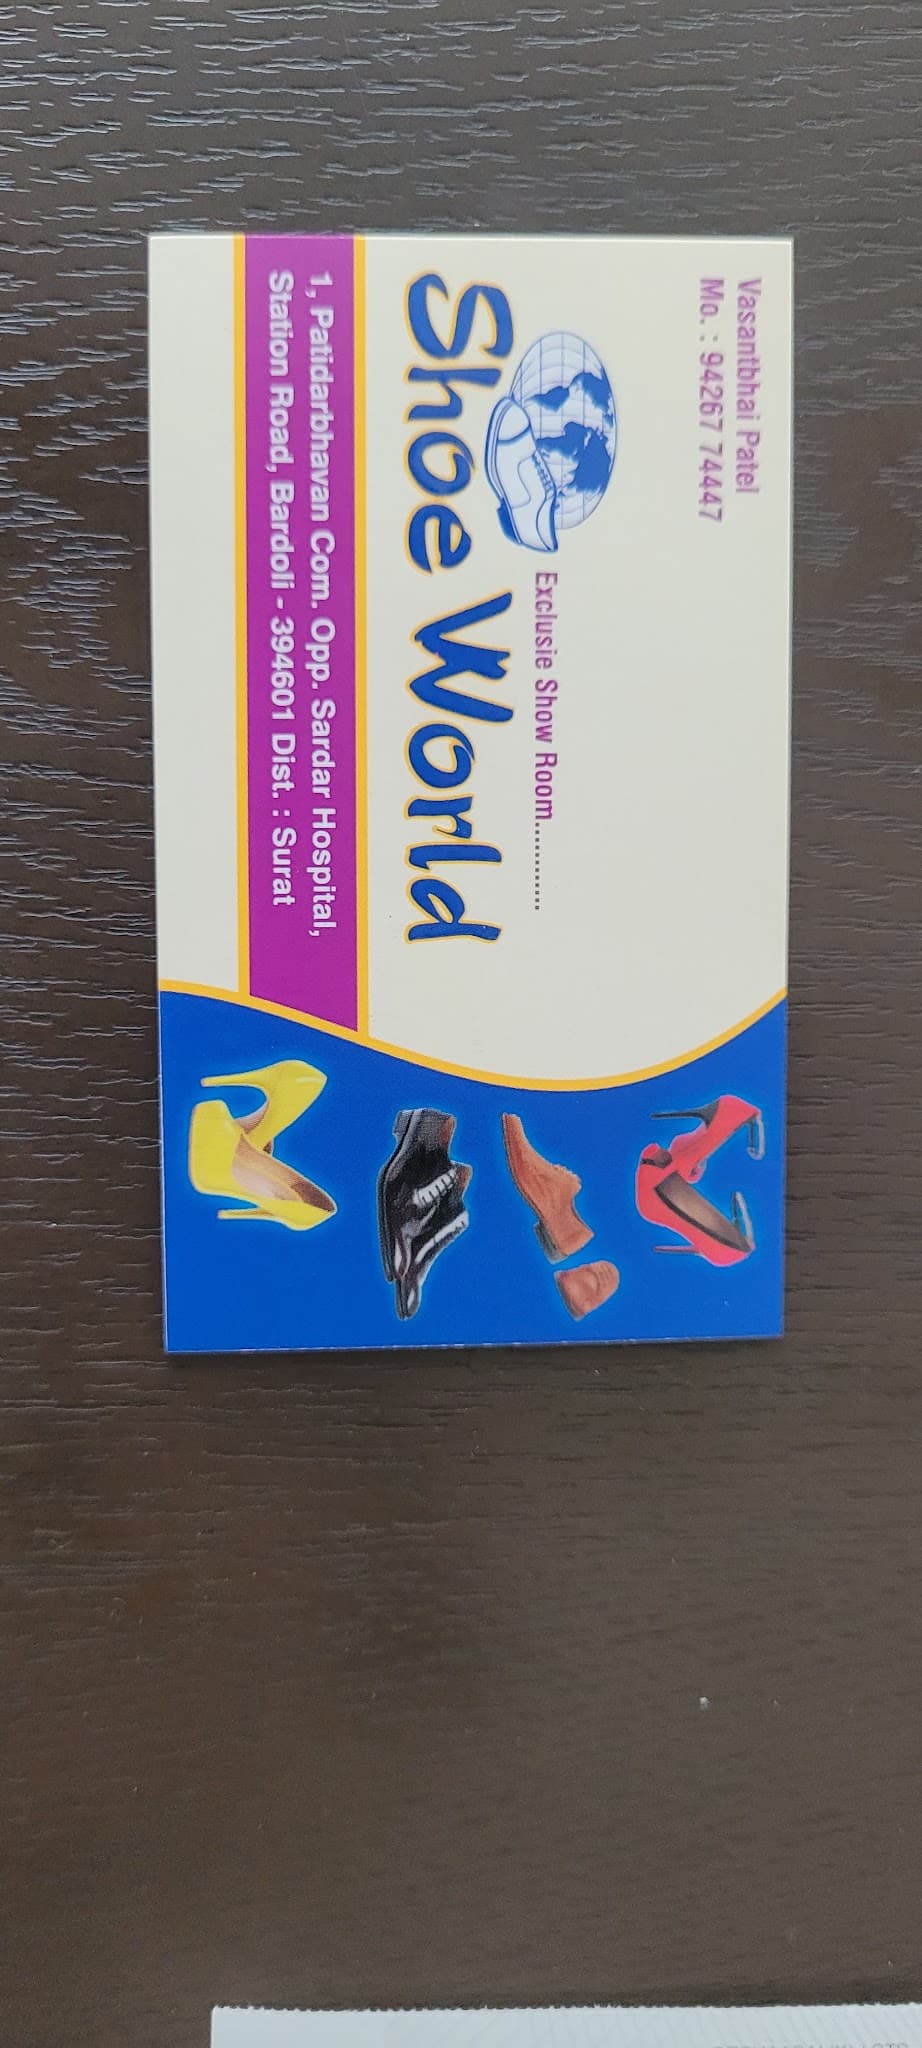 Vasantbhai Patel
Mo. : 94267 74447
Exclusie Show Room............
Shoe World
1, Patidarbhavan Com. Opp. Sardar Hospital,
Station Road, Bardoli - 394601 Dist. : Surat